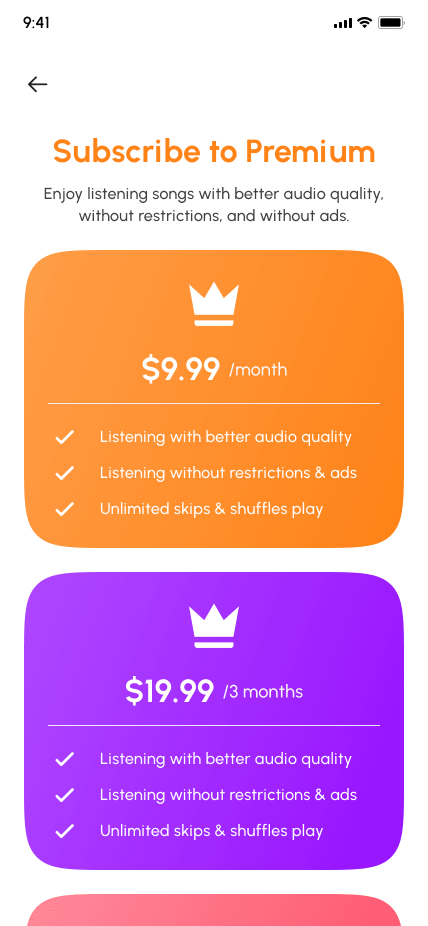 9:41
Subscribe to Premium
Enjoy listening songs with better audio quality,
without restrictions, and without ads.
$9.99 /month
Listening with better audio quality
Listening without restrictions & ads
Unlimited skips & shuffles play
$19.99 /3 months
Listening with better audio quality
Listening without restrictions & ads
Unlimited skips & shuffles play